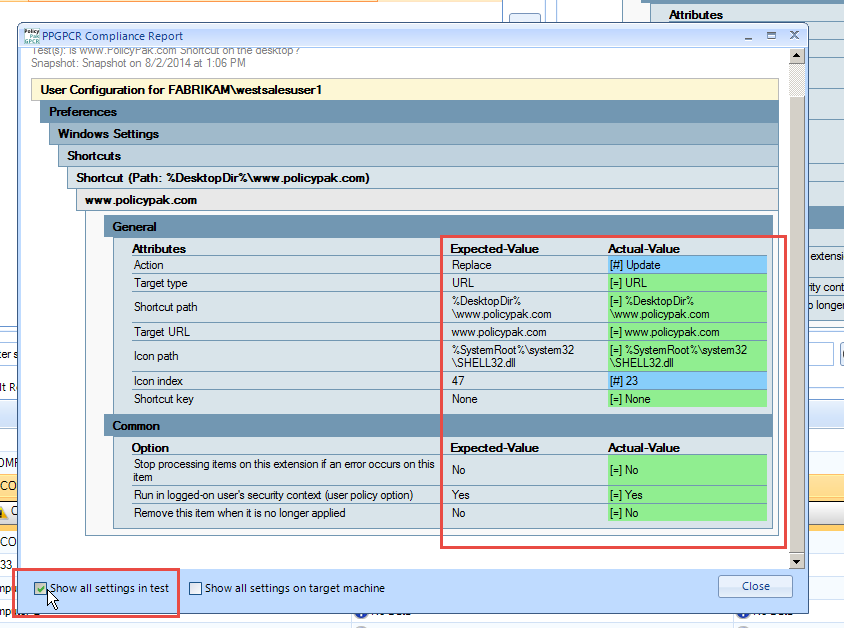 Attributes
Policy
Pak
GPCR
PPGPCR Compliance Report
Test(s): Is www.PolicyPak.com Shortcut on the desktop?
Snapshot: Snapshot on 8/2/2014 at 1:06 PM
User Configuration for FABRIKAM\westsalesuser1
Preferences
Windows Settings
Shortcuts
Shortcut (Path: %DesktopDir%\www.policypak.com)
www.policypak.com
General
Attributes Expected-Value Actual-Value
Action Replace [#] Update
Target type URL [=] URL
Shortcut path %DesktopDir% [=] %DesktopDir%
\www.policypak.com \www.policypak.com
Target URL www.policypak.com [=] www.policypak.com
Icon path %SystemRoot%\system32 [=] %SystemRoot%\system32
\SHELL32.dll \SHELL32.dll
Icon index 47 [#] 23
Shortcut key None [=] None
Common
Option Expected-Value Actual-Value
Stop processing items on this extension if an error occurs on this
item No [=] No
Run in logged-on user's security context (user policy option) Yes [=] Yes
Remove this item when it is no longer applied No [=] No
Show all settings in test Show all settings on target machine Close